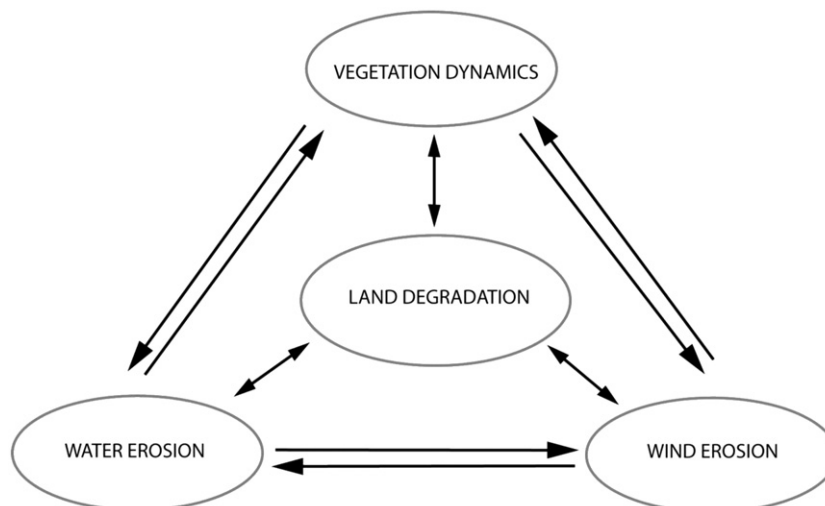 VEGETATION DYNAMICS
LAND DEGRADATION
WATER EROSION
WIND EROSION